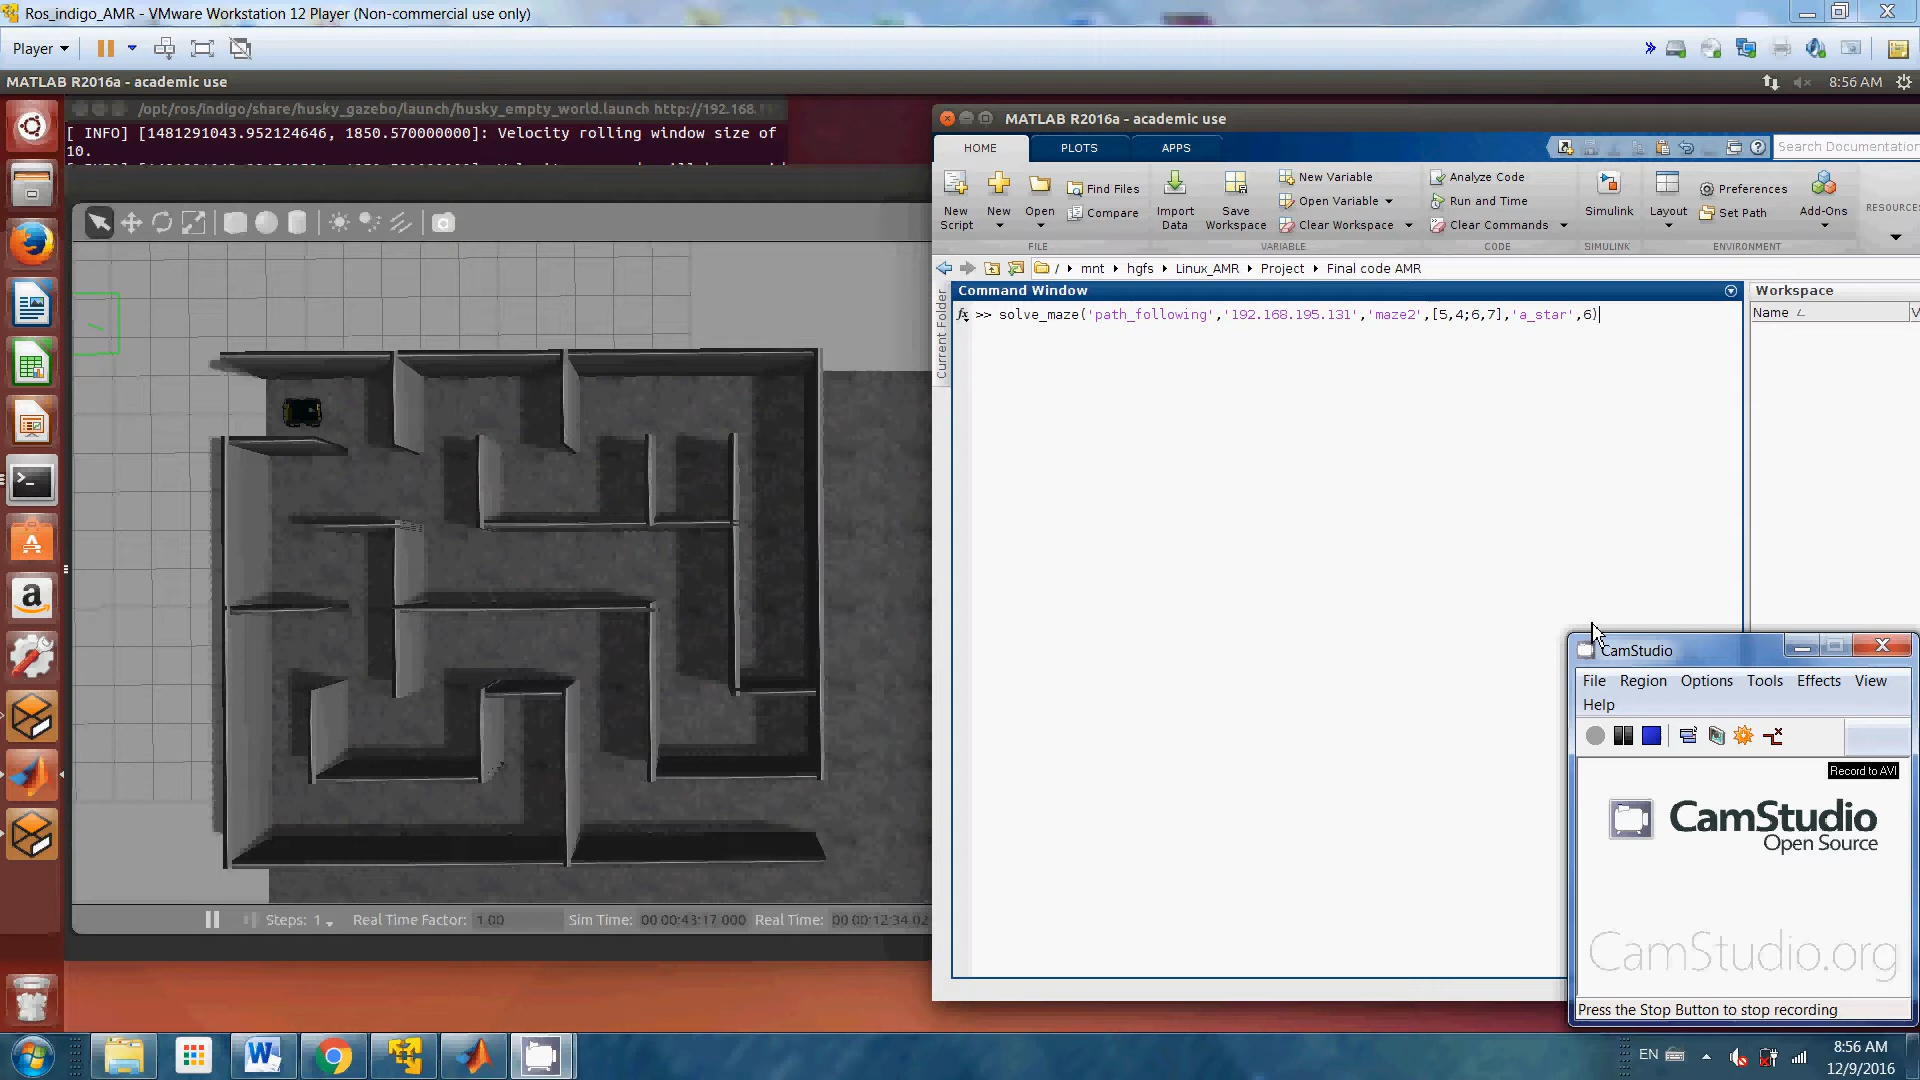 Ros_indigo_AMR - VMware Workstation 12 Player (Non-commercial use only)
Player
MATLAB R2016a - academic use
8:56 AM
/opt/ros/indigo/share/husky_gazebo/launch/husky_empty_world.launch http://192.168.
[ INFO] [1481291043.952124646, 1850.570000000]: Velocity rolling window size of
10.
MATLAB R2016a - academic use
HOME PLOTS APPS
Search Documentation
New Script
New
Open
Find Files
Compare
Import Data
Save Workspace
New Variable
Open Variable
Clear Workspace
Analyze Code
Run and Time
Clear Commands
Simulink
Layout
Preferences
Set Path
Add-Ons
RESOURCES
FILE VARIABLE CODE SIMULINK ENVIRONMENT
/ mnt hgfs Linux_AMR Project Final code AMR
Current Folder
Command Window
Workspace
Name
fx >> solve_maze('path_following','192.168.195.131','maze2',[5,4;6,7],'a_star',6)
Steps: 1 Real Time Factor: 1.00 Sim Time: 00 00:43:17.000 Real Time: 00 00:12:34.02
CamStudio
File Region Options Tools Effects View
Help
Record to AVI
CamStudio
Open Source
CamStudio.org
Press the Stop Button to stop recording
EN
8:56 AM
12/9/2016